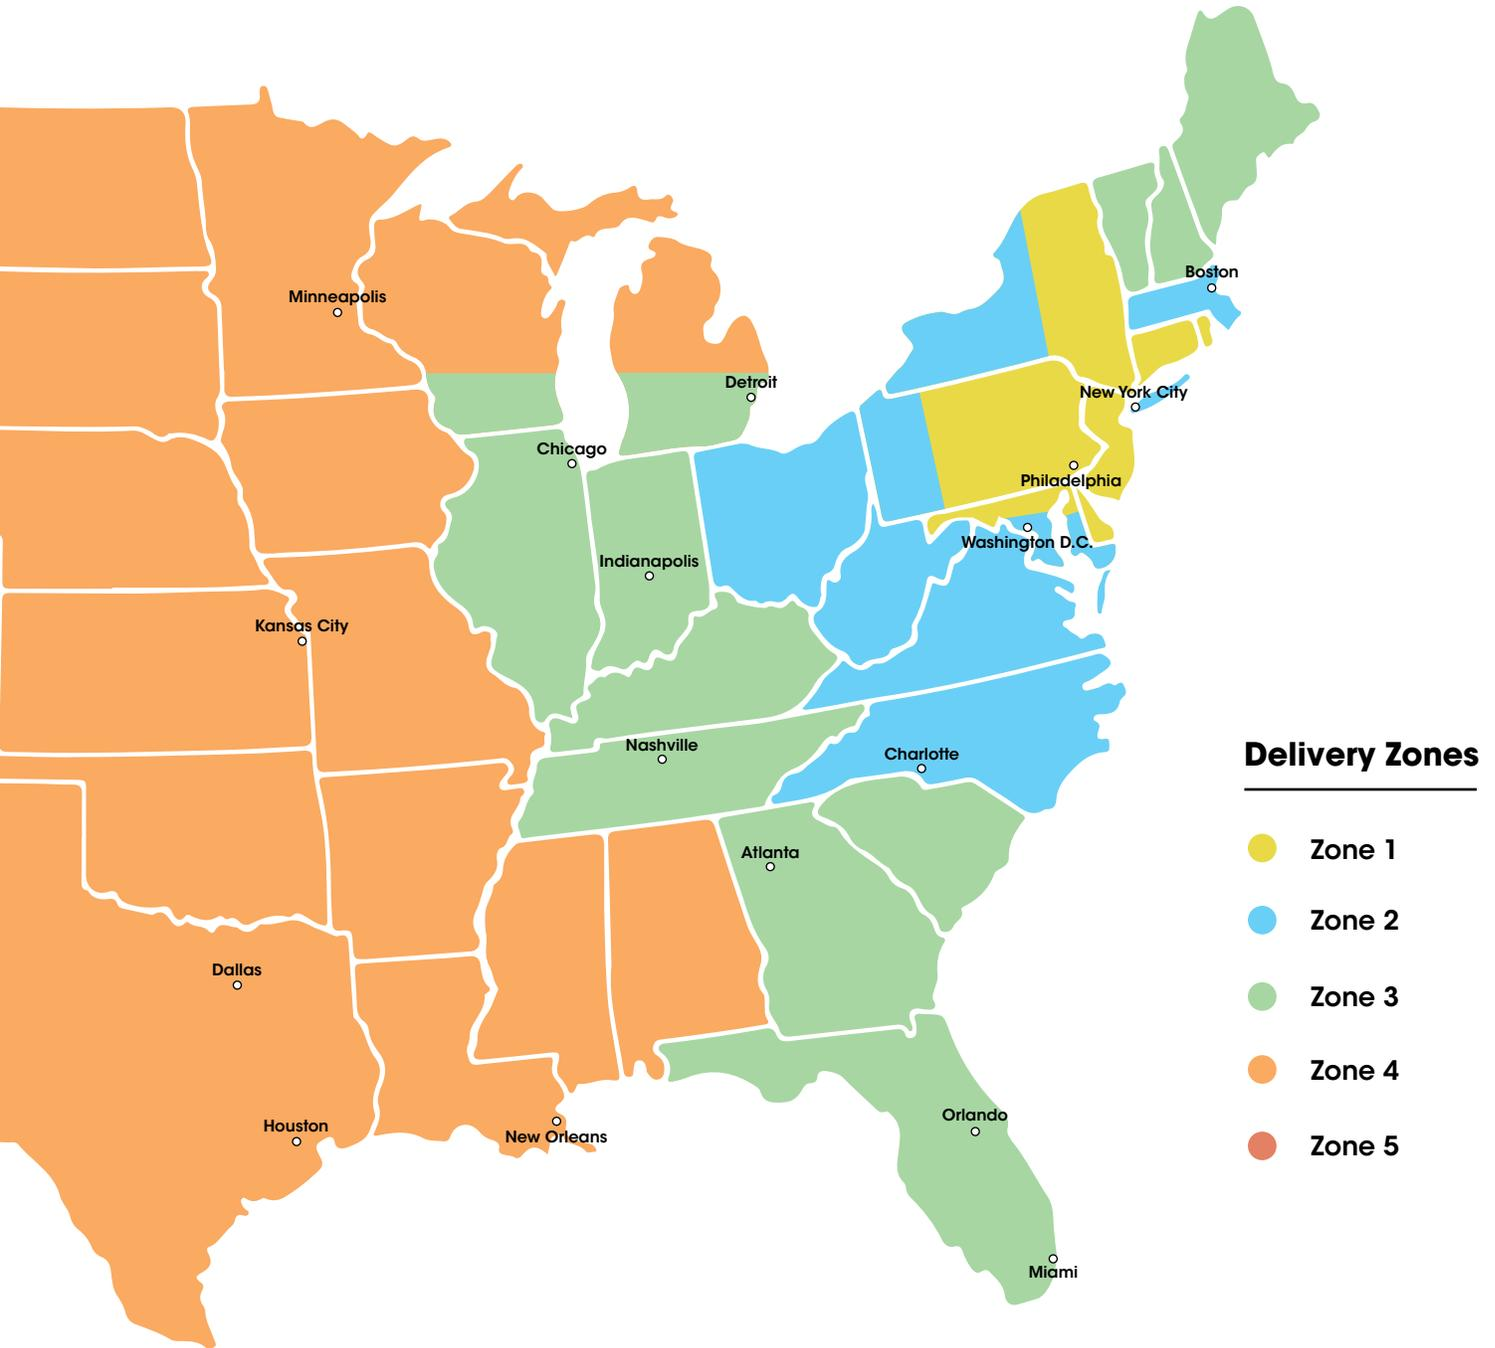 Boston
Minneapolis
Detroit
New York City
Chicago
Philadelphia
Washington D.C.
Indianapolis
Kansas City
Nashville
Charlotte
Delivery Zones
Atlanta
Zone 1
Zone 2
Dallas
Zone 3
Zone 4
Orlando
Houston
New Orleans
Zone 5
Miami